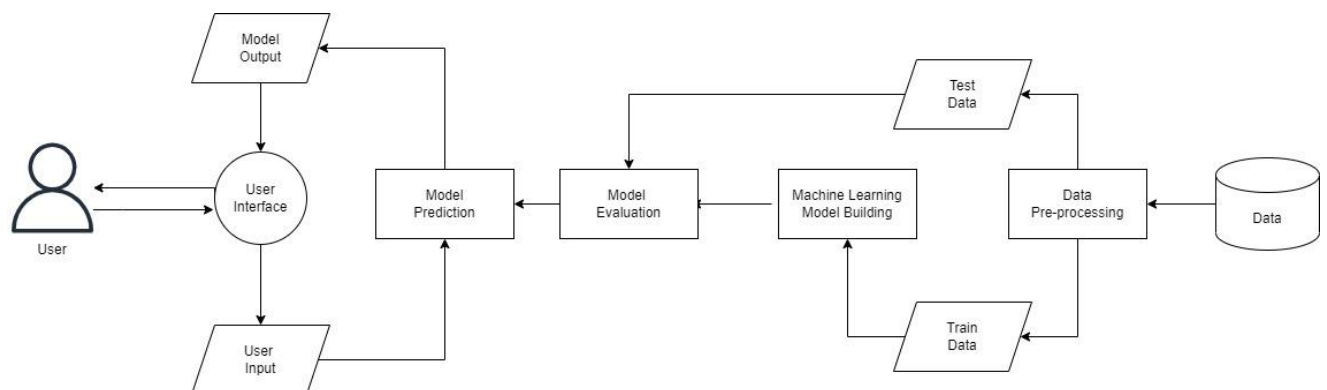 Model
Output
Test
Data
User
Interface
Model
Prediction
Model
Evaluation
Machine Learning
Model Building
Data
Pre-processing
Data
User
User
Input
Train
Data